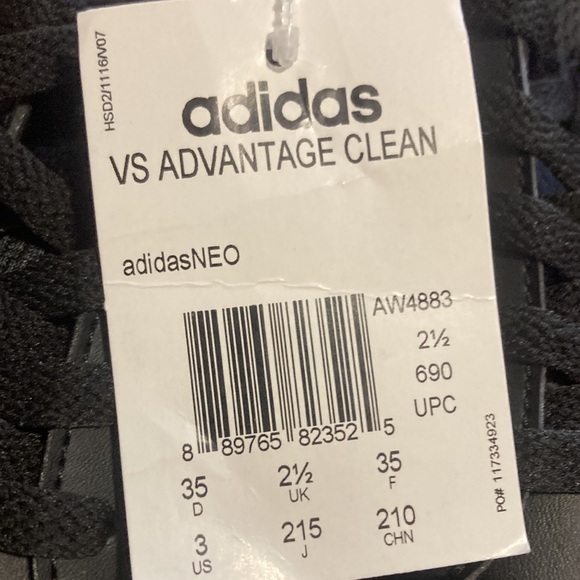 HSD2/1116/V07
adidas
VS ADVANTAGE CLEAN
adidasNEO
AW4883
2½
690
UPC
8 89765 82352 5
35 2½ 35
D UK F
3 215 210
US J CHN
PO# 117334923